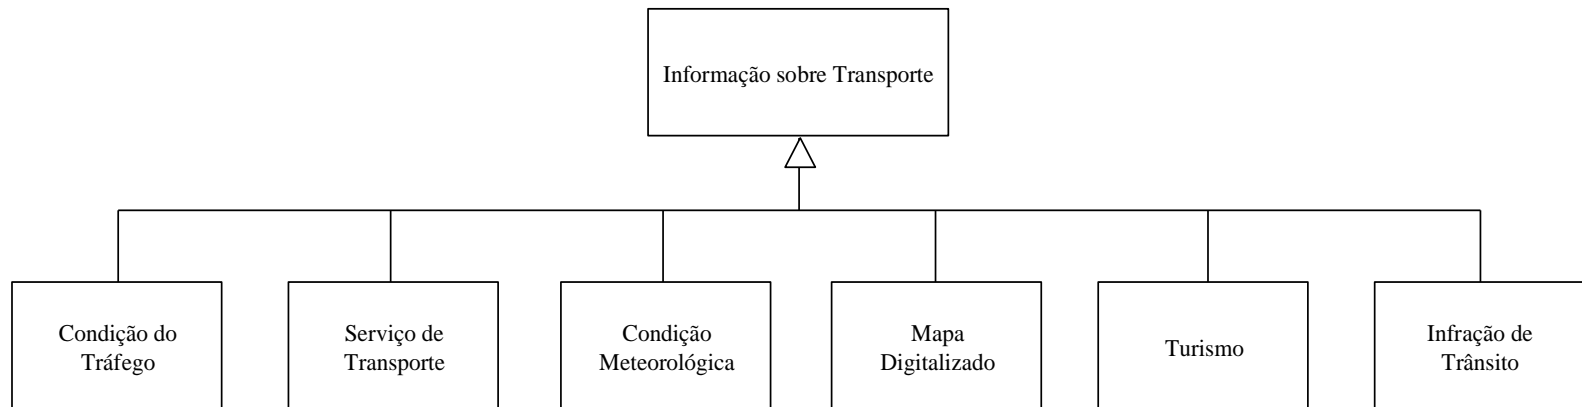 Informação sobre Transporte
Condição do
Tráfego
Serviço de
Transporte
Condição
Meteorológica
Mapa
Digitalizado
Turismo
Infração de
Trânsito